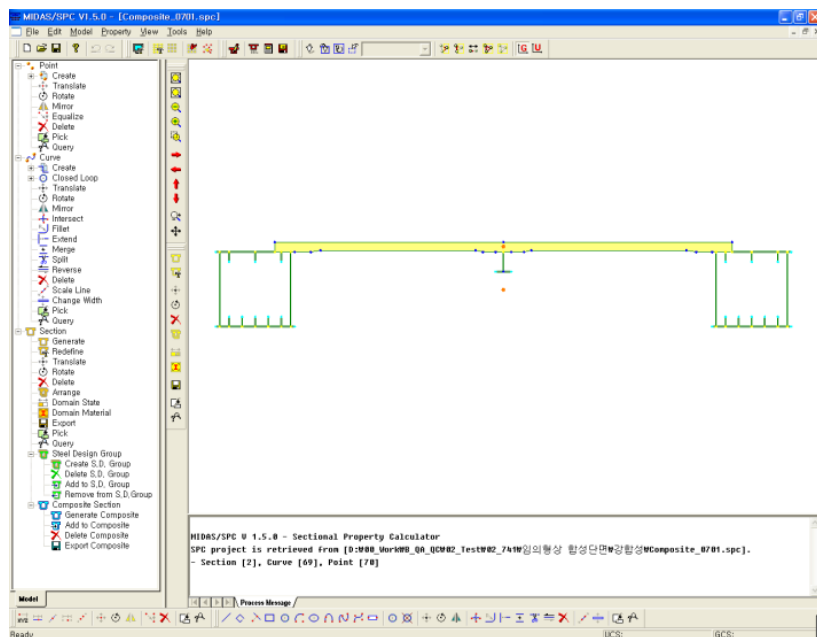 MIDAS/SPC V1.5.0 - [Composite_0701.spc]
File Edit Model Property View Tools Help
Point
Create
Translate
Rotate
Mirror
Equalize
Delete
Pick
Query
Curve
Create
Closed Loop
Translate
Rotate
Mirror
Intersect
Fillet
Extend
Merge
Split
Reverse
Delete
Scale Line
Change Width
Pick
Query
Section
Generate
Redefine
Translate
Rotate
Delete
Arrange
Domain State
Domain Material
Export
Pick
Query
Steel Design Group
Create S,D, Group
Delete S,D, Group
Add to S,D, Group
Remove from S,D,Group
Composite Section
Generate Composite
Add to Composite
Delete Composite
Export Composite
Model
MIDAS/SPC V 1.5.0 - Sectional Property Calculator
SPC project is retrieved from [D:₩00_Work₩B_QA_QC₩02_Test₩02_741₩임의형상 합성단면₩강합성₩Composite_0701.spc].
- Section [2], Curve [69], Point [70]
Process Message
Ready
UCS:
GCS: